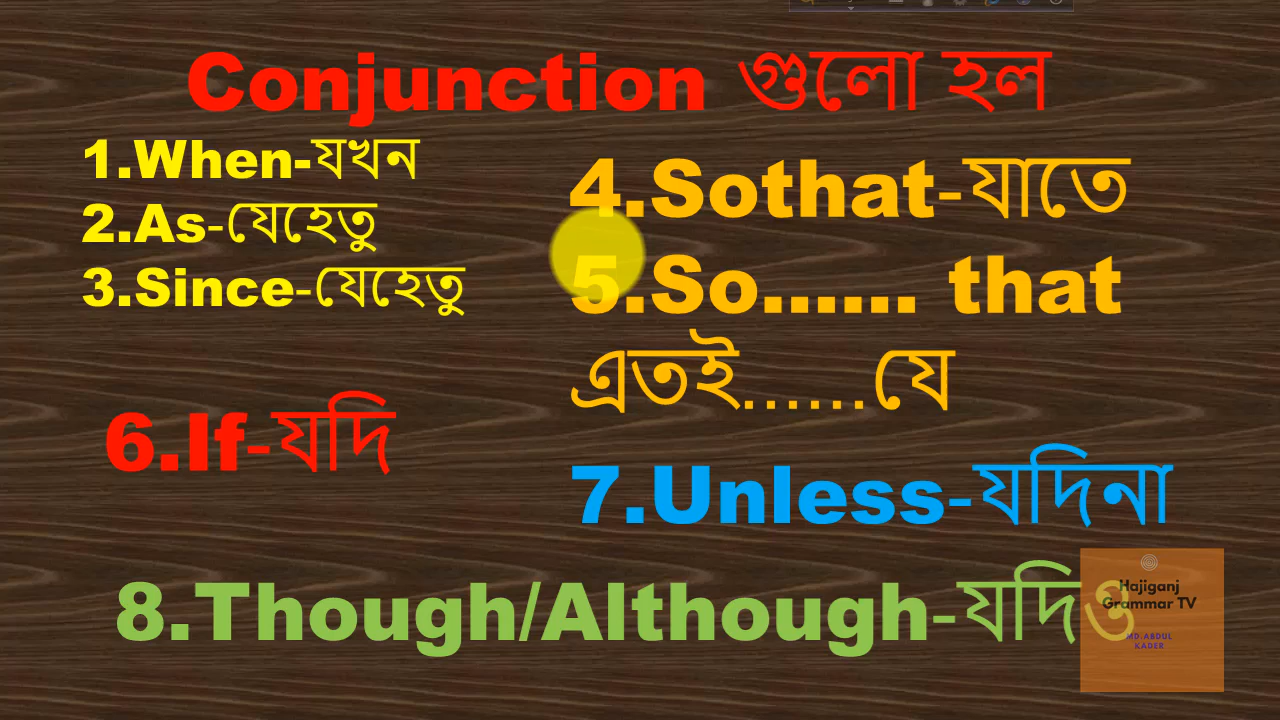 Conjunction গুলো হল
1.When-যখন
2.As-যেহেতু
3.Since-যেহেতু
4.Sothat-যাতে
5.So...... that
এতই......যে
6.If-যদি
7.Unless-যদিনা
8.Though/Although-যদিও
Hajiganj
Grammar TV
MD.ABDUL
KADER